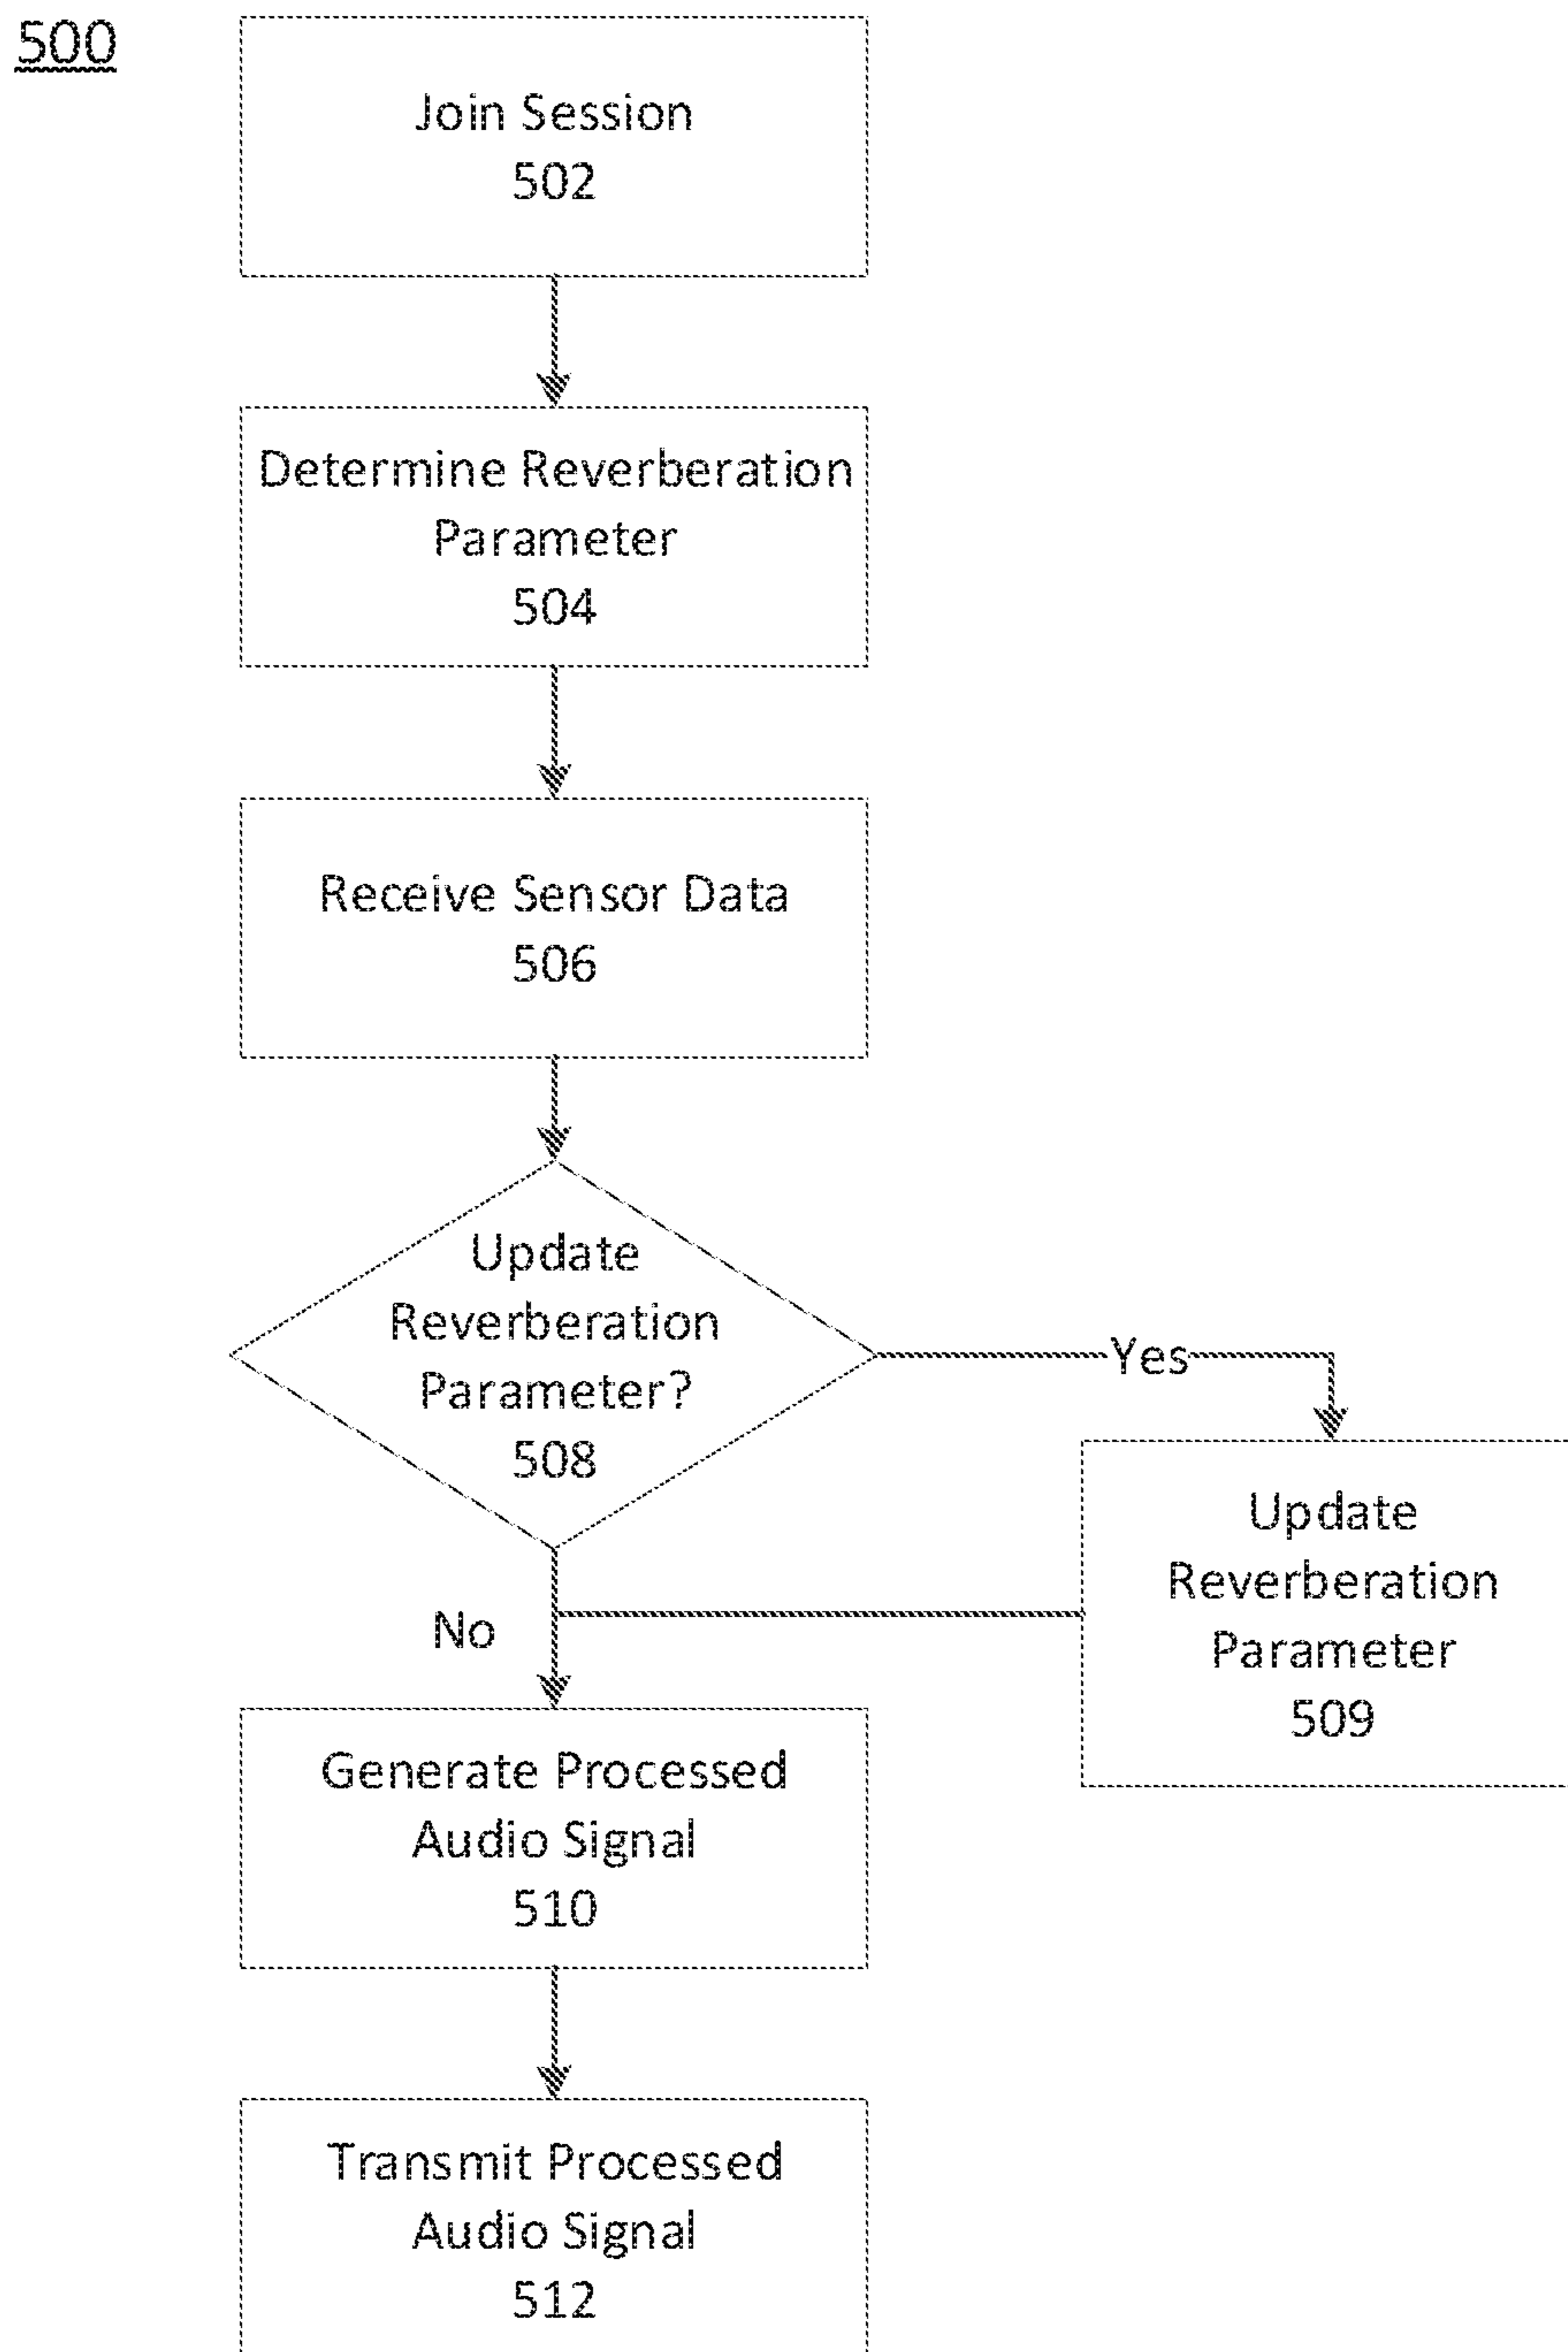 500
Join Session
502
Determine Reverberation
Parameter
504
Receive Sensor Data
506
Update
Reverberation
Parameter?
508
Yes
Update
Reverberation
Parameter
509
No
Generate Processed
Audio Signal
510
Transmit Processed
Audio Signal
512